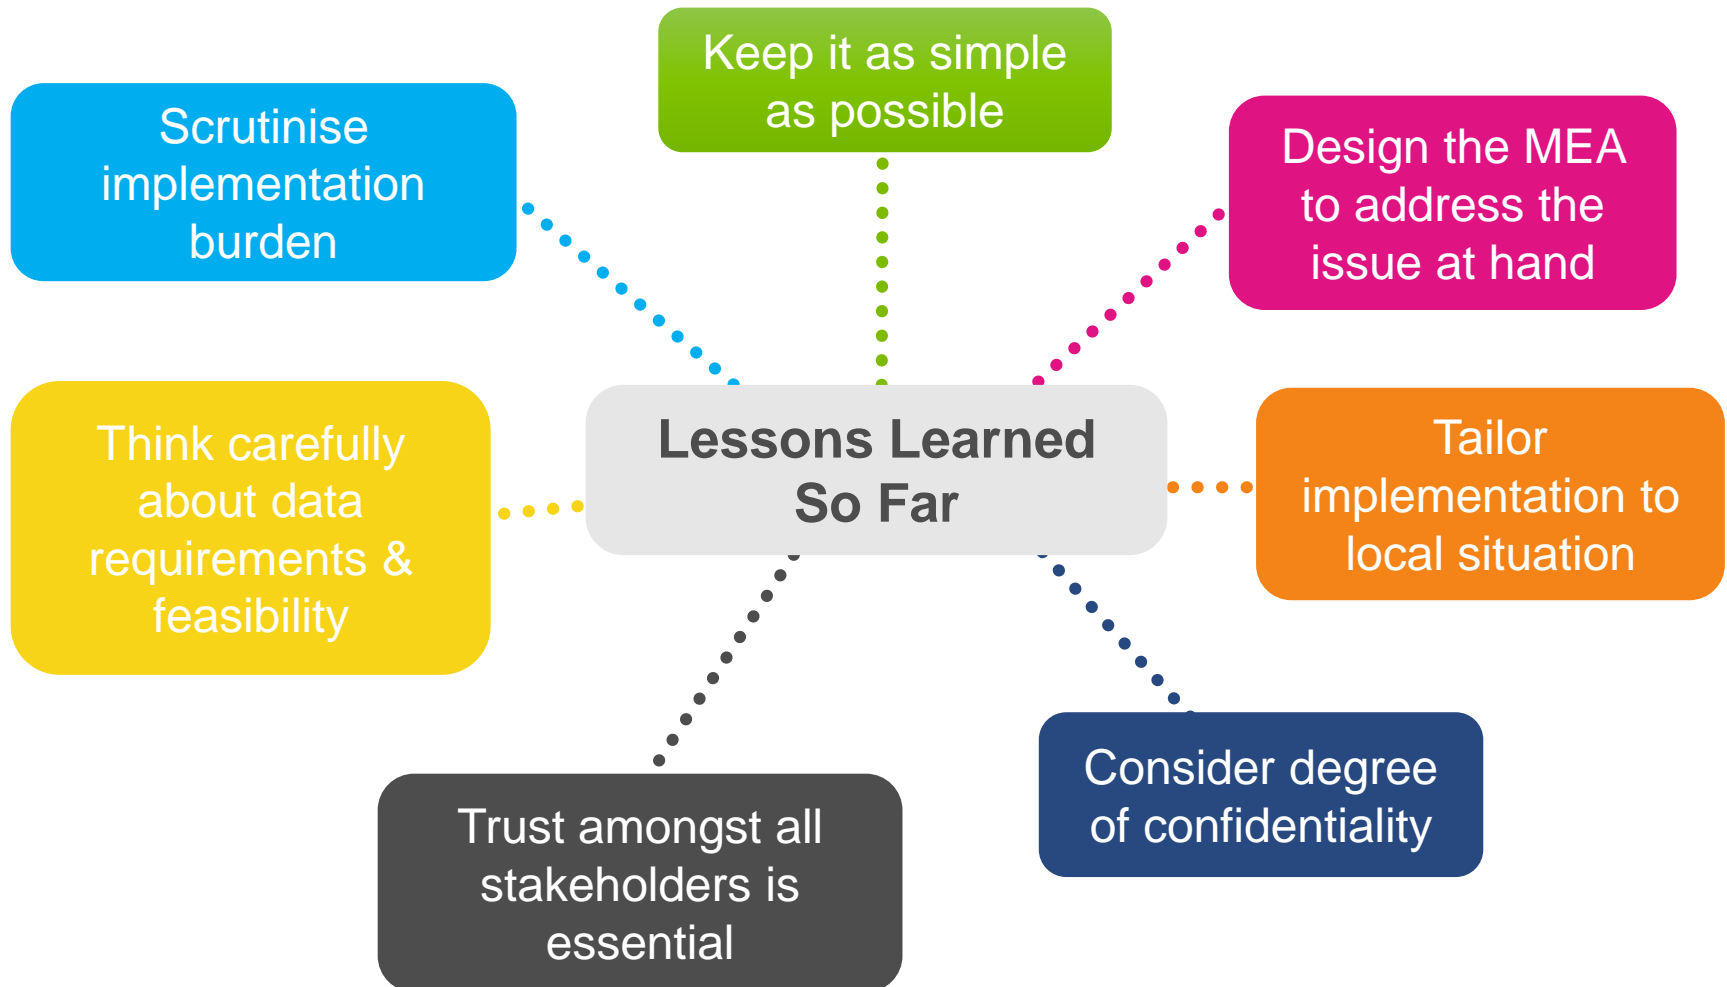 Keep it as simple
as possible
Scrutinise
implementation
burden
Design the MEA
to address the
issue at hand
Think carefully
about data
requirements &
feasibility
Lessons Learned
So Far
Tailor
implementation to
local situation
Trust amongst all
stakeholders is
essential
Consider degree
of confidentiality